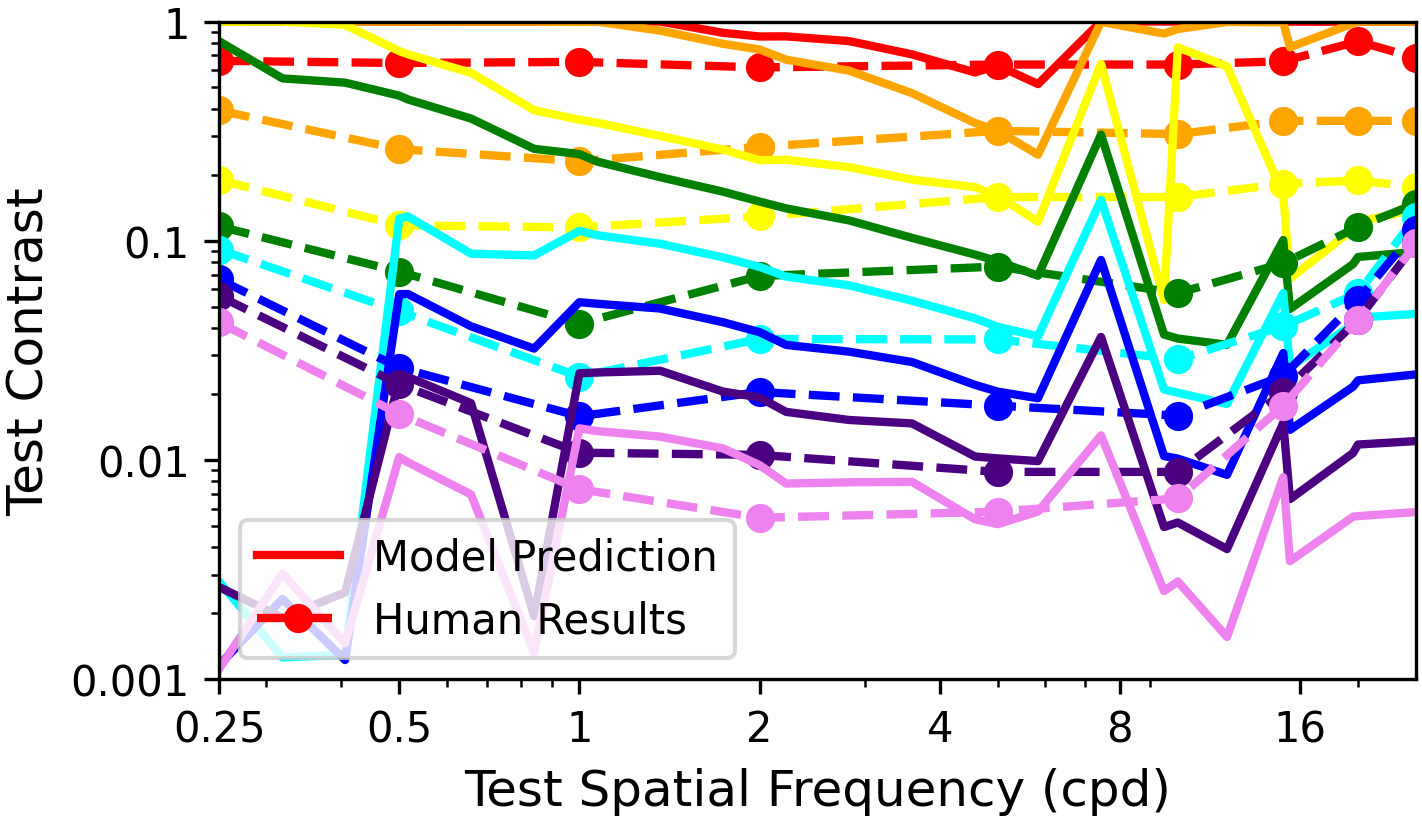 1
0.1
0.01
0.001
Test Contrast
Model Prediction
Human Results
0.25 0.5 1 2 4 8 16
Test Spatial Frequency (cpd)